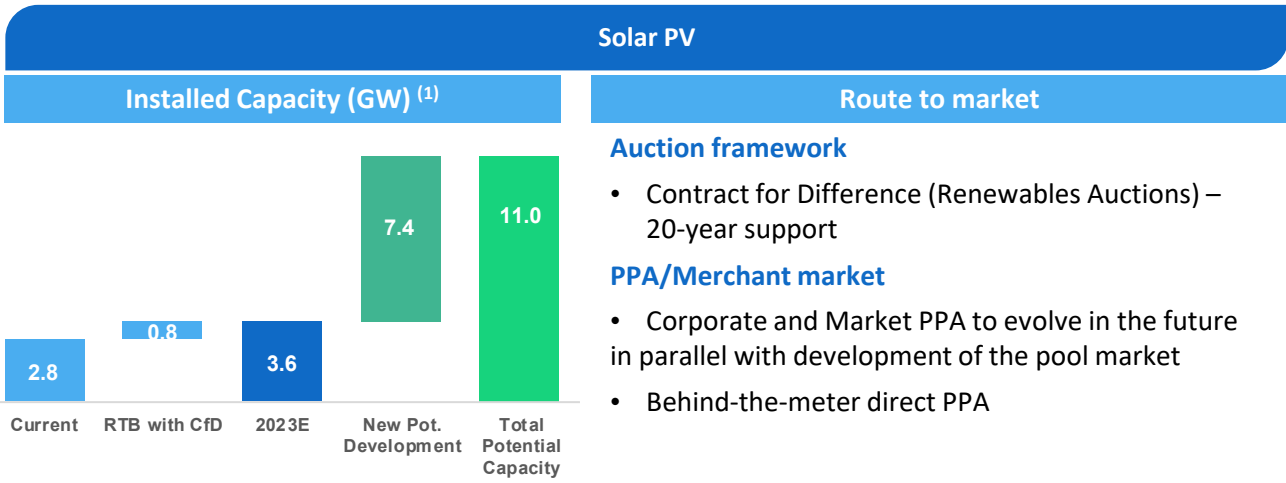 Solar PV
Installed Capacity (GW) (1)
2.8
0.8
3.6
7.4
11.0
Current
RTB with CfD
2023E
New Pot.
Development
Total
Potential
Capacity
Route to market
Auction framework
• Contract for Difference (Renewables Auctions) –
20-year support
PPA/Merchant market
• Corporate and Market PPA to evolve in the future
in parallel with development of the pool market
• Behind-the-meter direct PPA